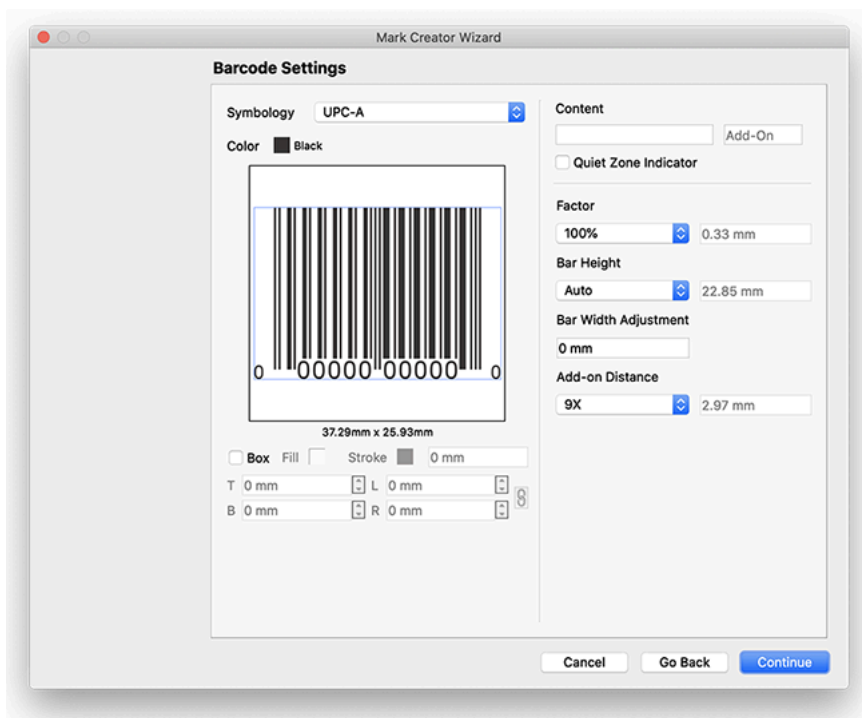 Mark Creator Wizard
Barcode Settings
Symbology UPC-A
Color Black
0 00000 00000 0
37.29mm x 25.93mm
Box Fill Stroke 0 mm
T 0 mm L 0 mm
B 0 mm R 0 mm
Content
Add-On
Quiet Zone Indicator
Factor
100% 0.33 mm
Bar Height
Auto 22.85 mm
Bar Width Adjustment
0 mm
Add-on Distance
9X 2.97 mm
Cancel Go Back Continue